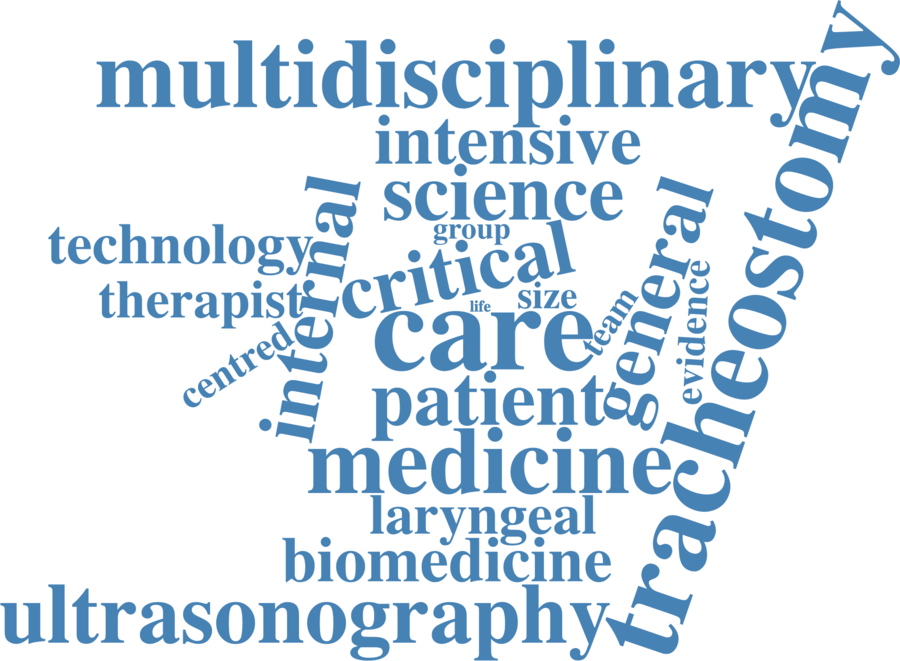 multidisciplinary
intensive
science
group
critical
technology
therapist
internal
centred
life
size
care
team
general
evidence
tracheostomy
patient
medicine
laryngeal
biomedicine
ultrasonography